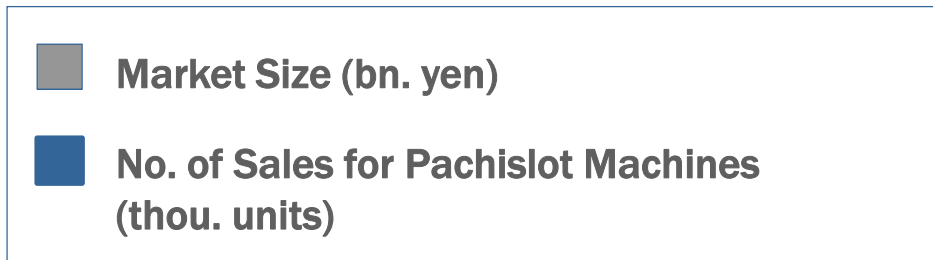 Market Size (bn. yen)
No. of Sales for Pachislot Machines
(thou. units)